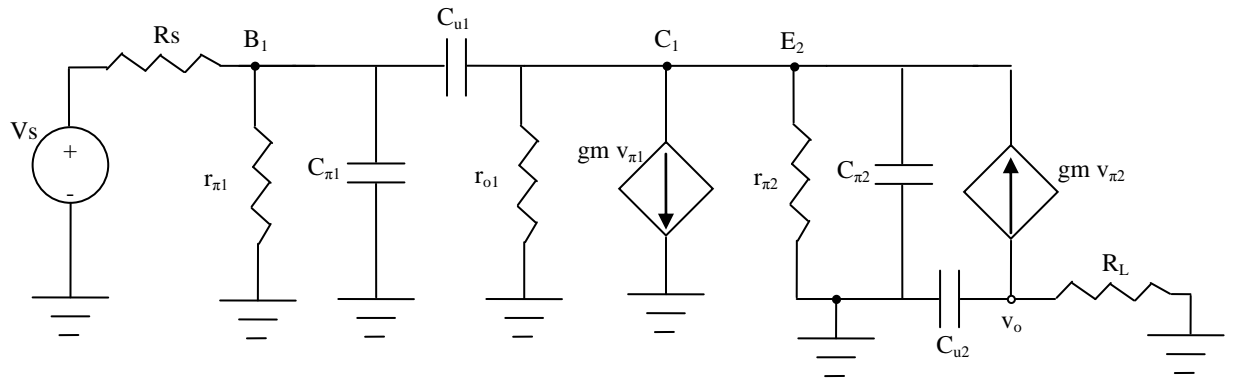 Rs
B₁
Cu1
C₁
E₂
Vs
+
-
rπ1
Cπ1
ro1
gm vπ1
rπ2
Cπ2
gm vπ2
RL
vo
Cu2